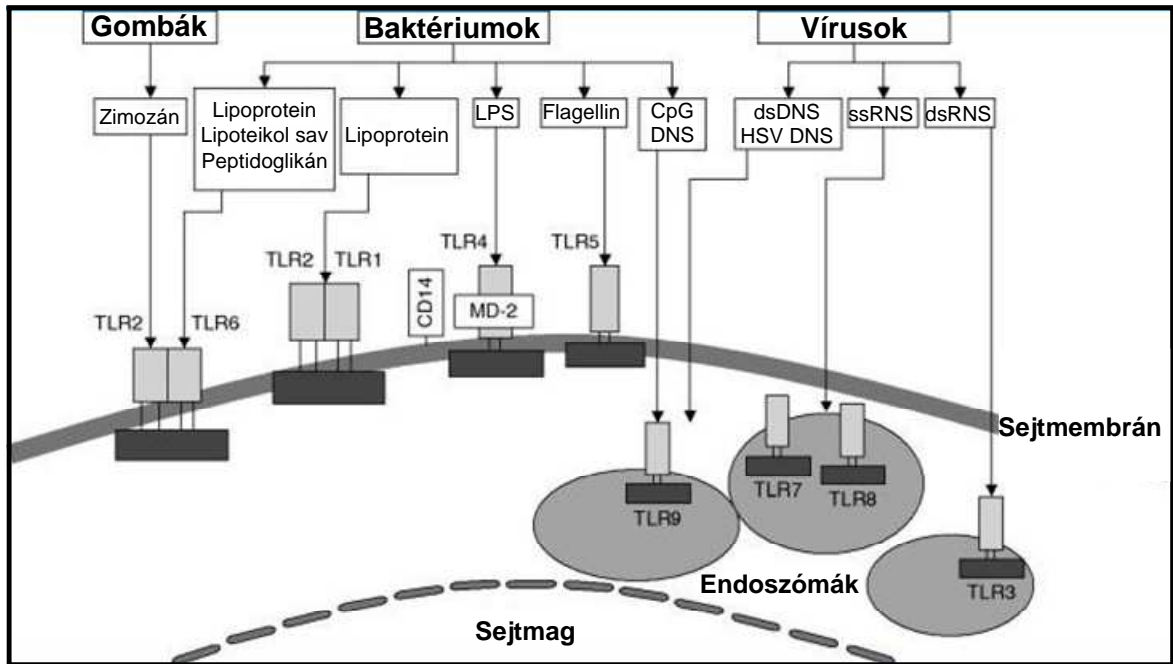 Gombák
Baktériumok
Vírusok
Zimozán
Lipoprotein
Lipoteikol sav
Peptidoglikán
Lipoprotein
LPS
Flagellin
CpG
DNS
dsDNS
HSV DNS
ssRNS
dsRNS
TLR2
TLR6
TLR2
TLR1
CD14
TLR4
MD-2
TLR5
Sejtmembrán
TLR9
TLR7
TLR8
TLR3
Endoszómák
Sejtmag